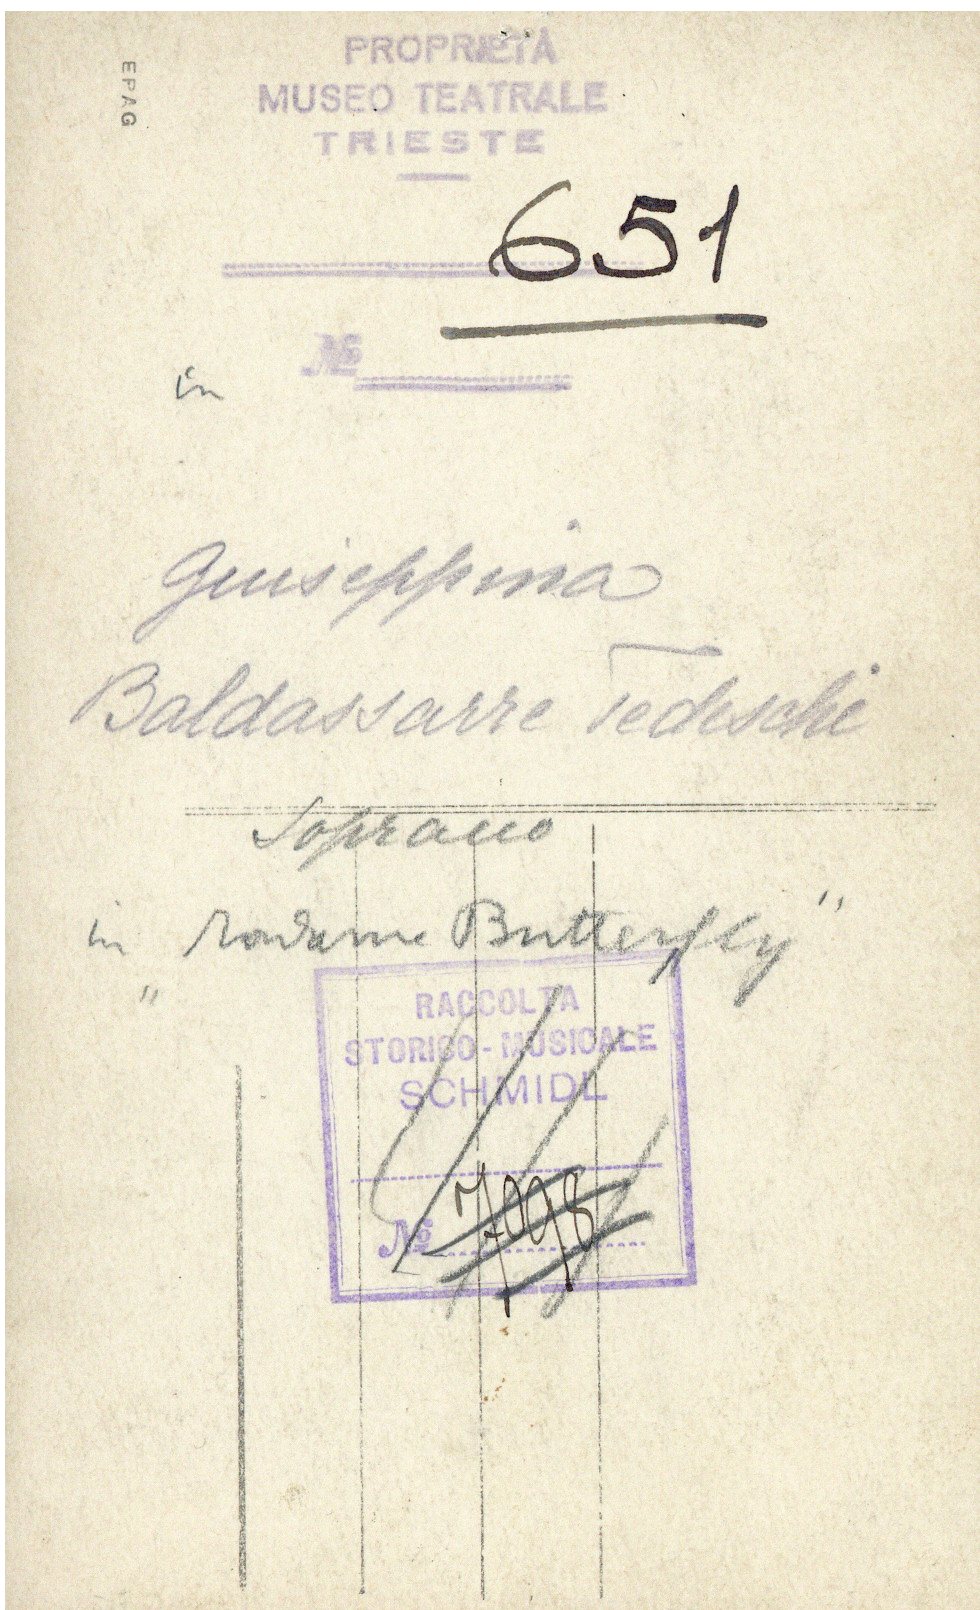 EPAG
PROPRIETÀ
MUSEO TEATRALE
TRIESTE
651
No
in
Giuseppina
Baldassarre Tedeschi
Soprano
in "Madame Butterfly"
RACCOLTA
STORICO-MUSICALE
SCHMIDL
No 7098